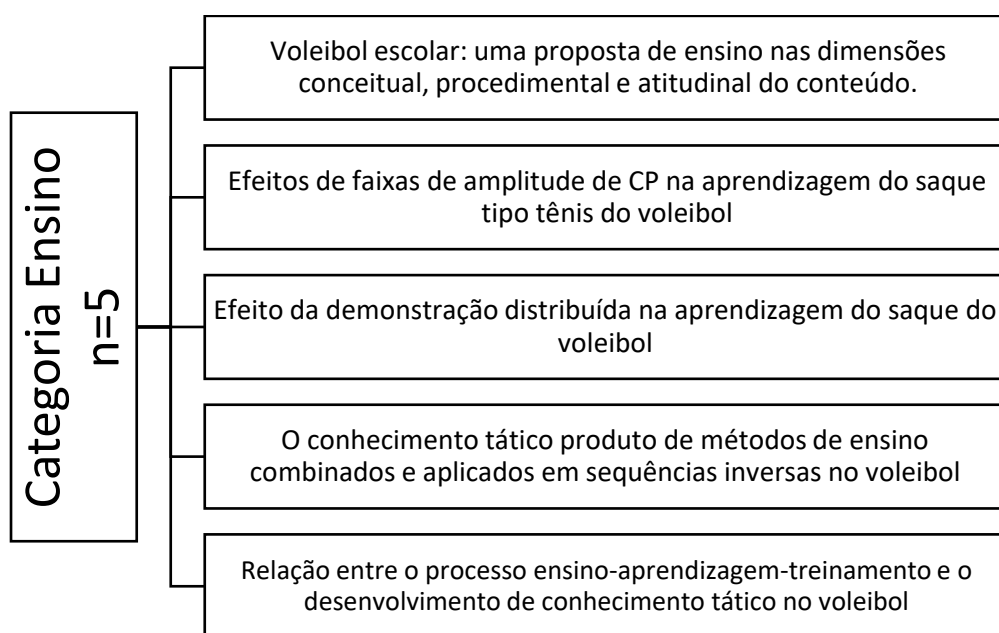 Categoria Ensino
n=5
Voleibol escolar: uma proposta de ensino nas dimensões
conceitual, procedimental e atitudinal do conteúdo.
Efeitos de faixas de amplitude de CP na aprendizagem do saque
tipo tênis do voleibol
Efeito da demonstração distribuída na aprendizagem do saque do
voleibol
O conhecimento tático produto de métodos de ensino
combinados e aplicados em sequências inversas no voleibol
Relação entre o processo ensino-aprendizagem-treinamento e o
desenvolvimento de conhecimento tático no voleibol